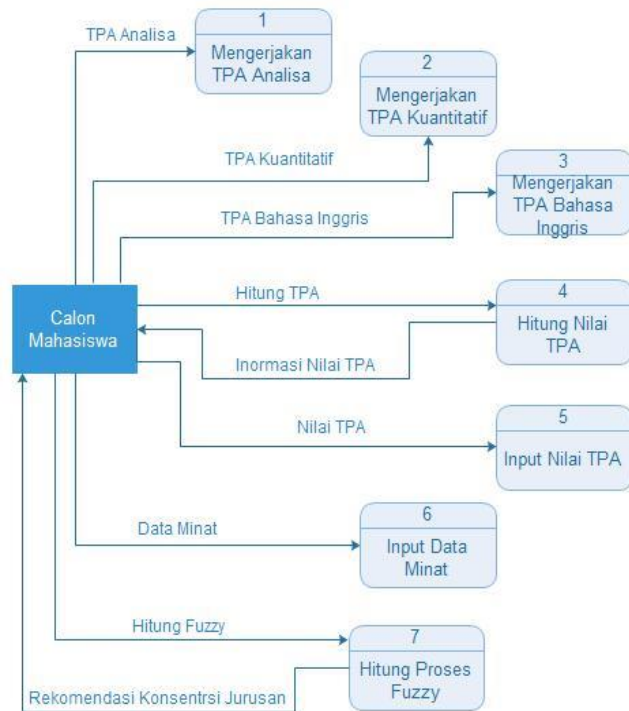 TPA Analisa
1
Mengerjakan
TPA Analisa
2
Mengerjakan
TPA Kuantitatif
TPA Kuantitatif
3
Mengerjakan
TPA Bahasa
Inggris
TPA Bahasa Inggris
Calon
Mahasiswa
Hitung TPA
4
Hitung Nilai
TPA
Inormasi Nilai TPA
Nilai TPA
5
Input Nilai TPA
Data Minat
6
Input Data
Minat
Hitung Fuzzy
7
Hitung Proses
Fuzzy
Rekomendasi Konsentrsi Jurusan